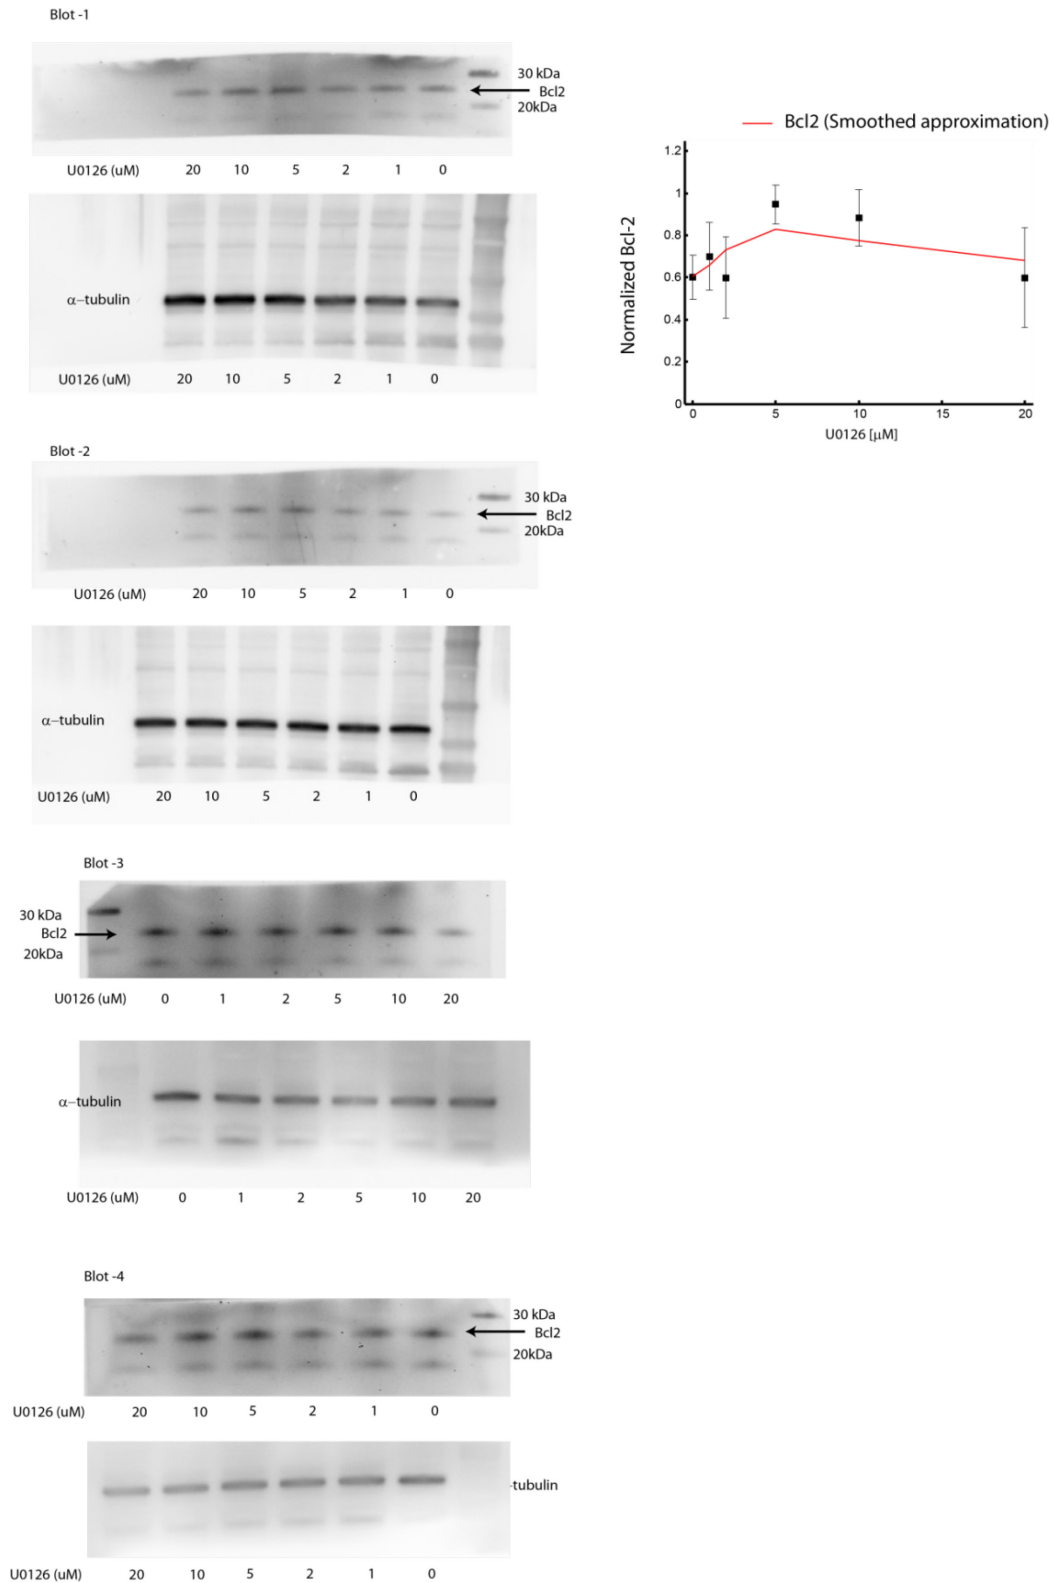 Blot -1
30 kDa
Bcl2
20kDa
U0126 (uM) 20 10 5 2 1 0
α-tubulin
U0126 (uM) 20 10 5 2 1 0
Bcl2 (Smoothed approximation)
Normalized Bcl-2
1.2
1
0.8
0.6
0.4
0.2
0
0 5 10 15 20
U0126 [μM]
Blot -2
30 kDa
Bcl2
20kDa
U0126 (uM) 20 10 5 2 1 0
α-tubulin
U0126 (uM) 20 10 5 2 1 0
Blot -3
30 kDa
Bcl2
20kDa
U0126 (uM) 0 1 2 5 10 20
α-tubulin
U0126 (uM) 0 1 2 5 10 20
Blot -4
30 kDa
Bcl2
20kDa
U0126 (uM) 20 10 5 2 1 0
-tubulin
U0126 (uM) 20 10 5 2 1 0